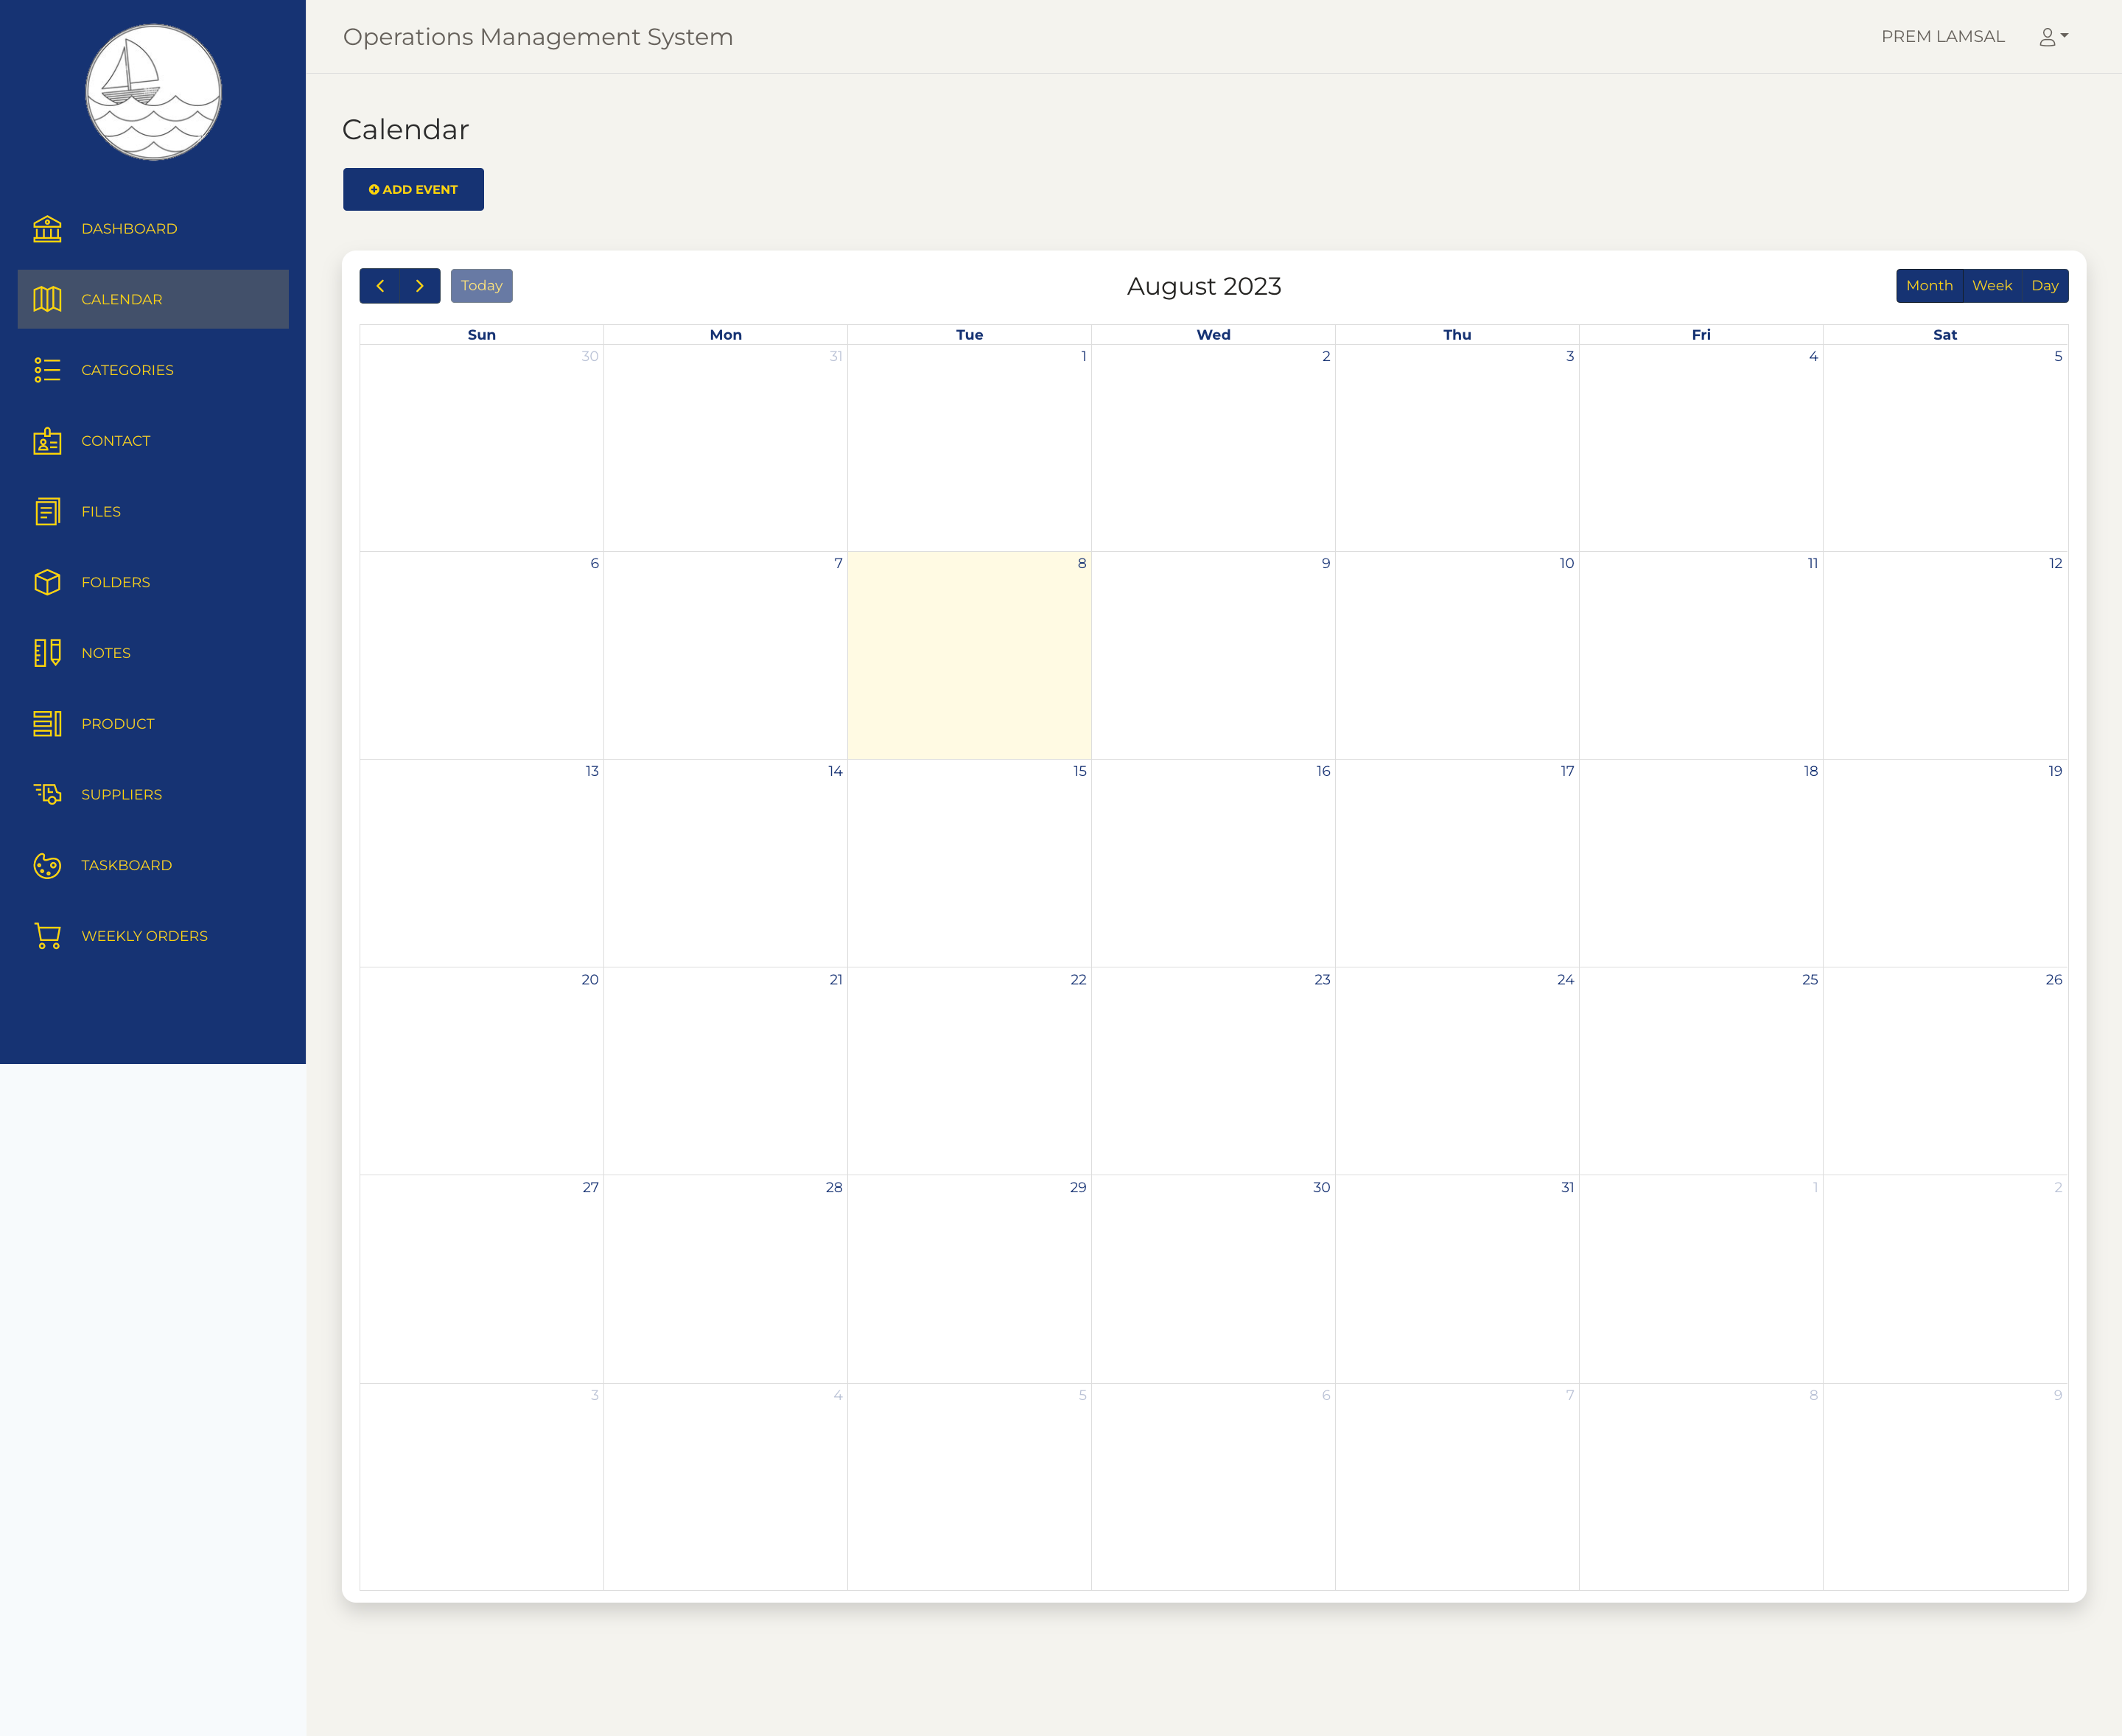 Operations Management System
PREM LAMSAL
DASHBOARD
CALENDAR
CATEGORIES
CONTACT
FILES
FOLDERS
NOTES
PRODUCT
SUPPLIERS
TASKBOARD
WEEKLY ORDERS
Calendar
ADD EVENT
Today
August 2023
Month Week Day
Sun Mon Tue Wed Thu Fri Sat
30 31 1 2 3 4 5
6 7 8 9 10 11 12
13 14 15 16 17 18 19
20 21 22 23 24 25 26
27 28 29 30 31 1 2
3 4 5 6 7 8 9